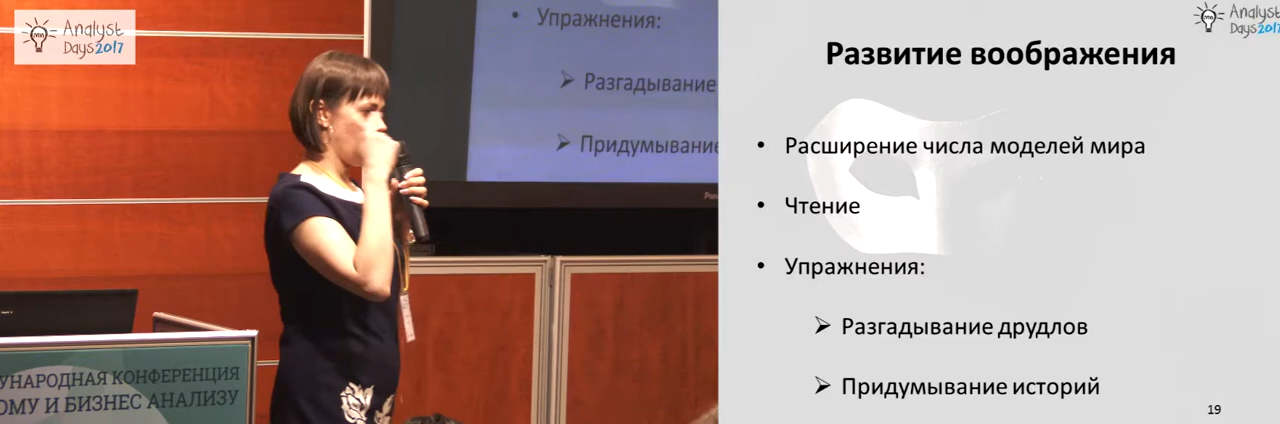 Analyst
Days 2017
• Упражнения:
➢ Разгадывание
➢ Придумывание
УНАРОДНАЯ КОНФЕРЕНЦИЯ
ОМУ И БИЗНЕС АНАЛИЗУ
Analyst
Days 2017
Развитие воображения
• Расширение числа моделей мира
• Чтение
• Упражнения:
➢ Разгадывание друдлов
➢ Придумывание историй
19